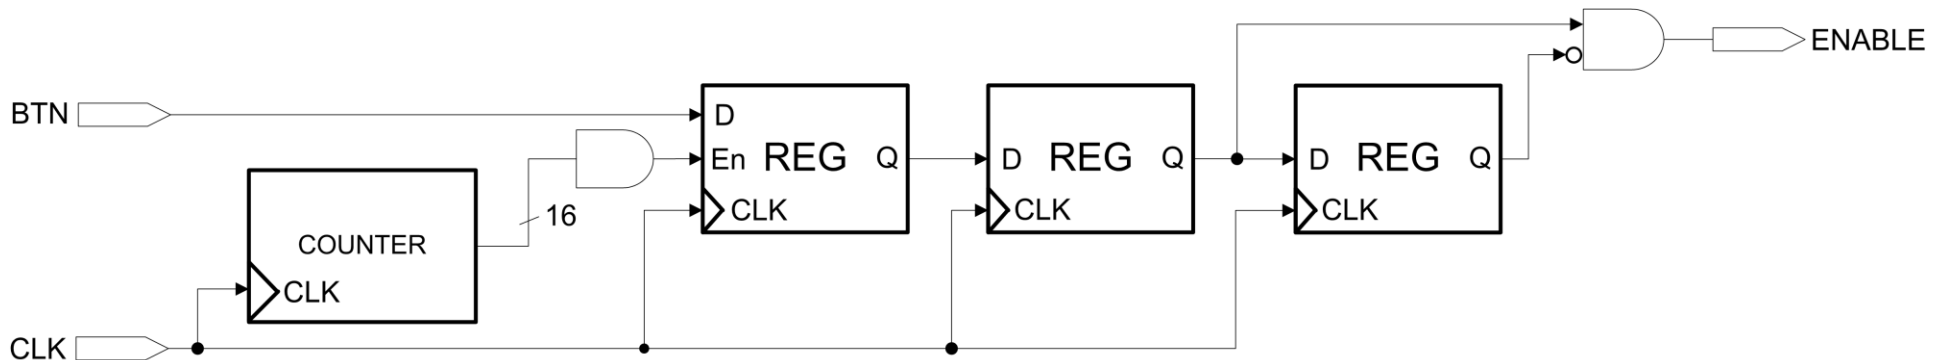 ENABLE
BTN
D
En REG Q
CLK
D REG Q
CLK
D REG Q
CLK
16
COUNTER
CLK
CLK